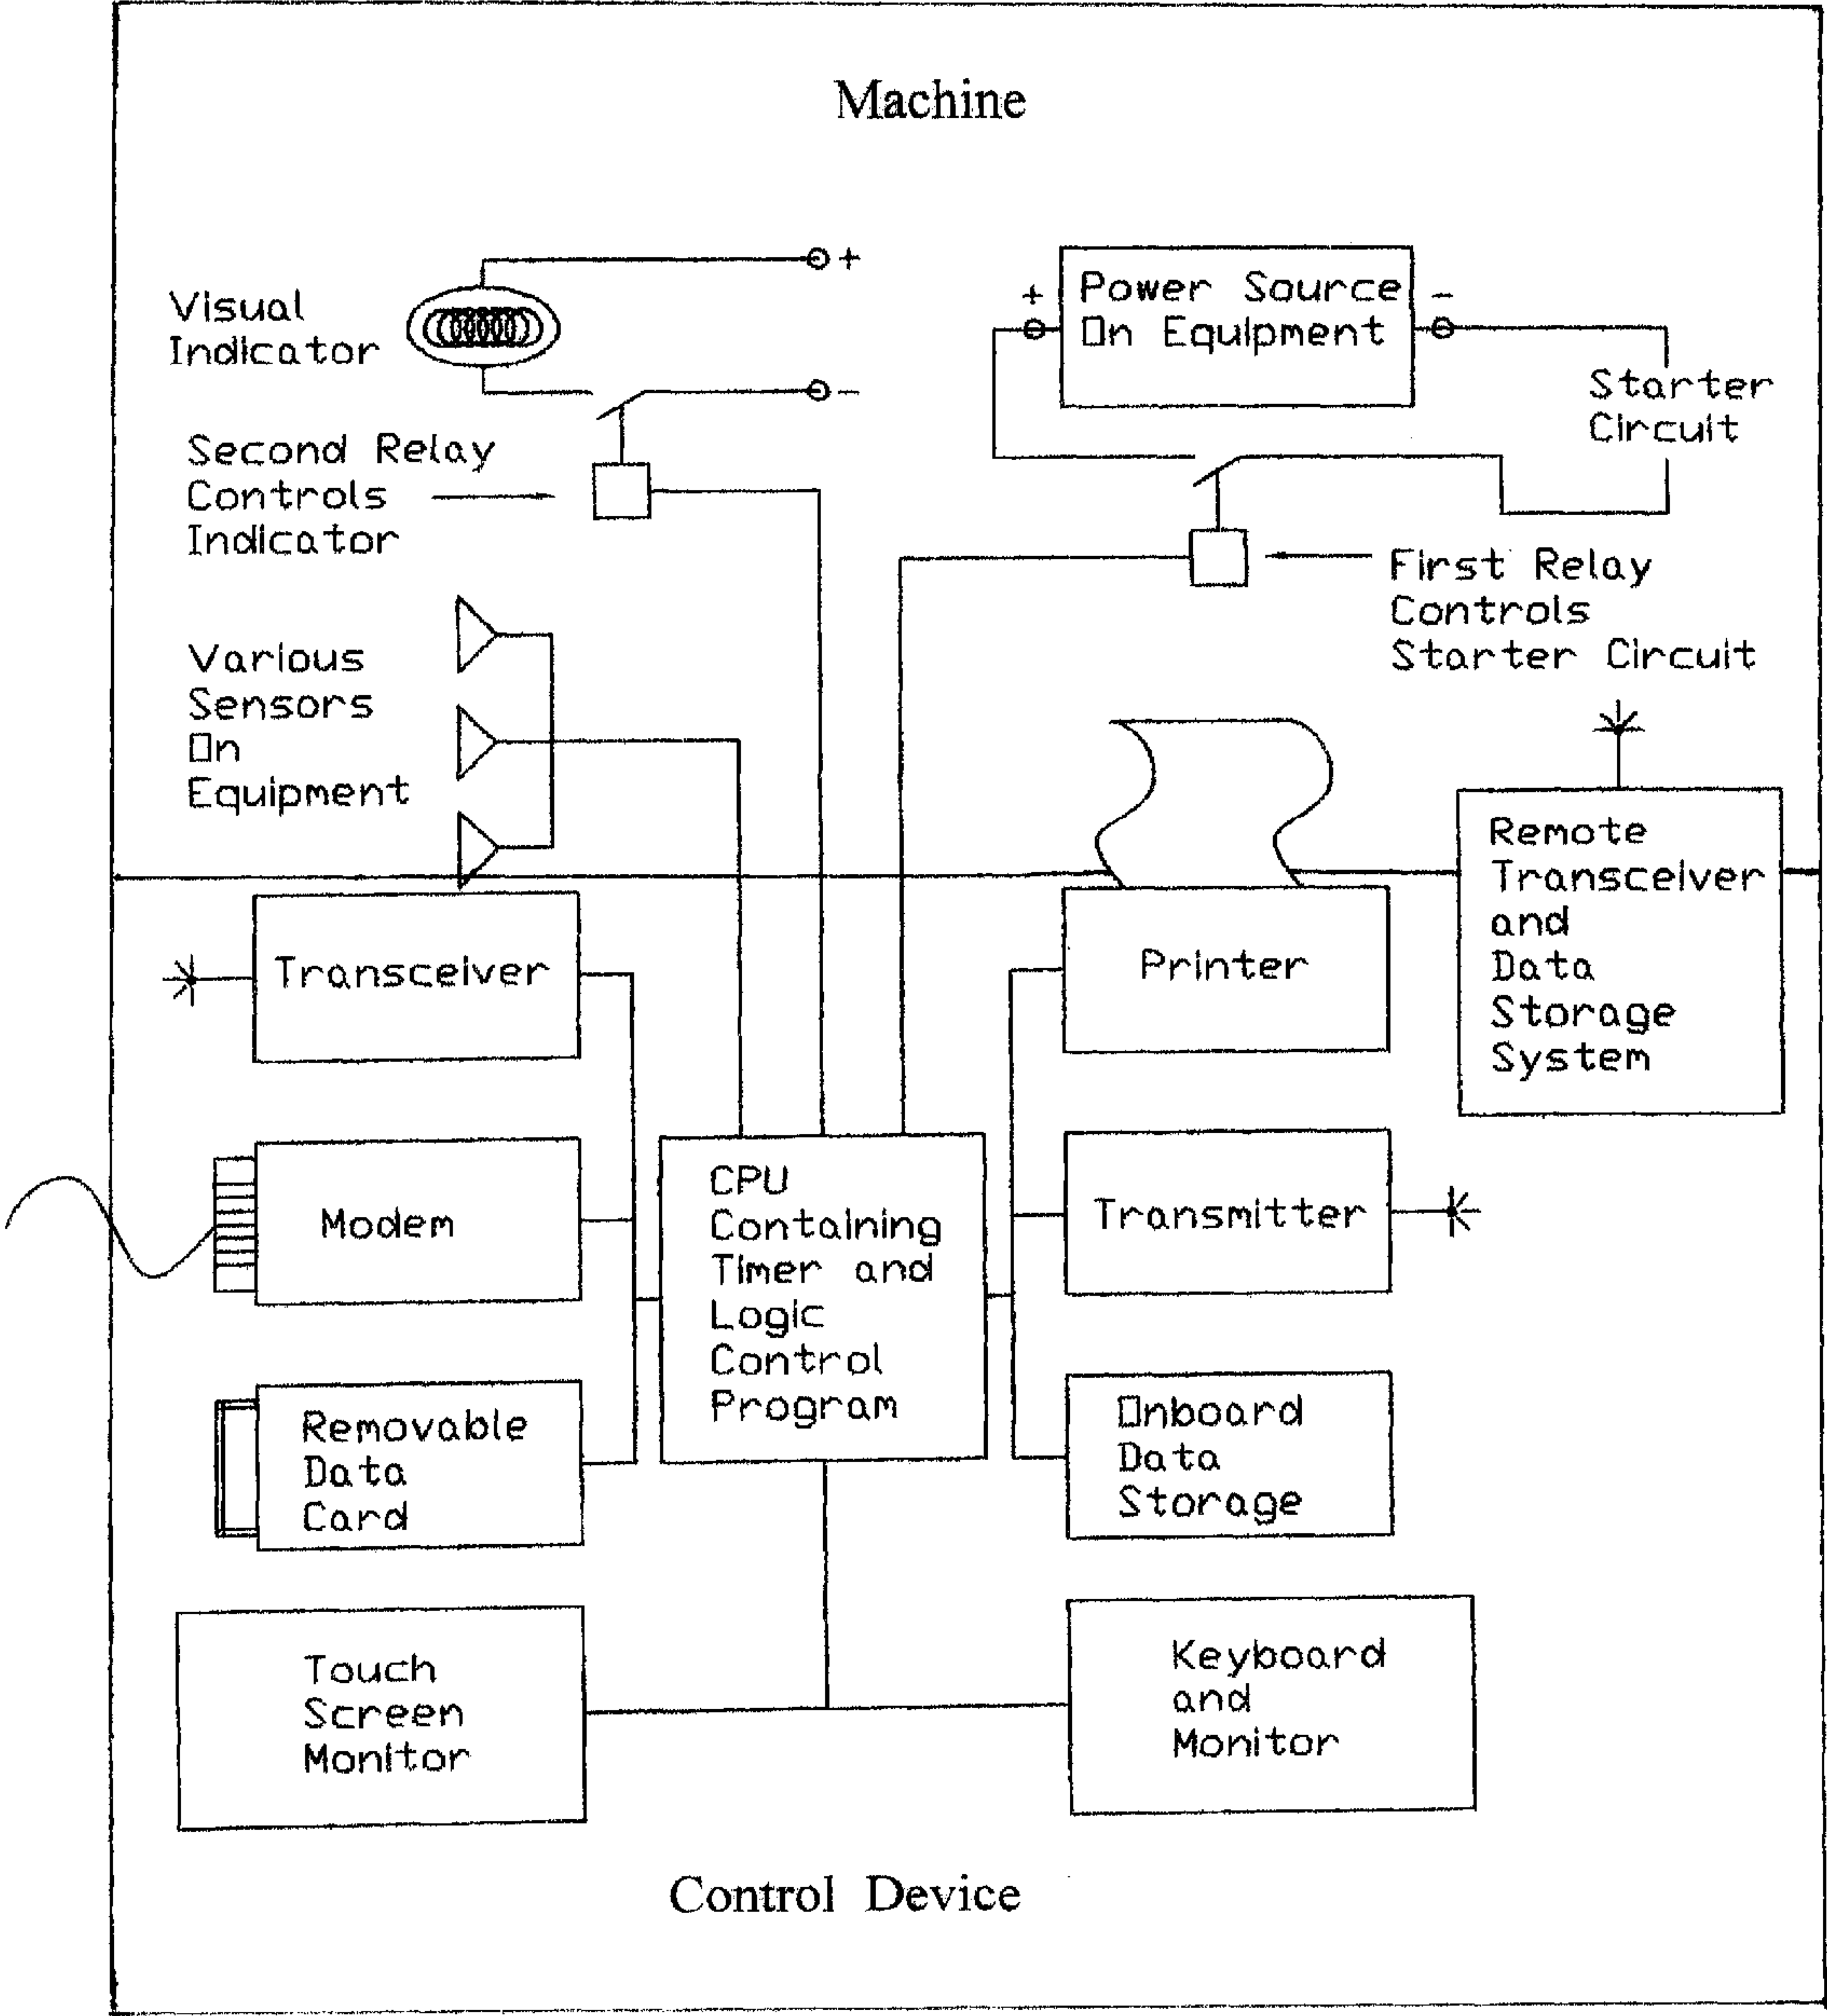 Machine
Visual
Indicator
+
−
+
Power Source
On Equipment
−
Starter
Circuit
Second Relay
Controls
Indicator
First Relay
Controls
Starter Circuit
Various
Sensors
On
Equipment
Remote
Transceiver
and
Data
Storage
System
Transceiver
Printer
Modem
CPU
Containing
Timer and
Logic
Control
Program
Transmitter
Removable
Data
Card
Onboard
Data
Storage
Touch
Screen
Monitor
Keyboard
and
Monitor
Control Device